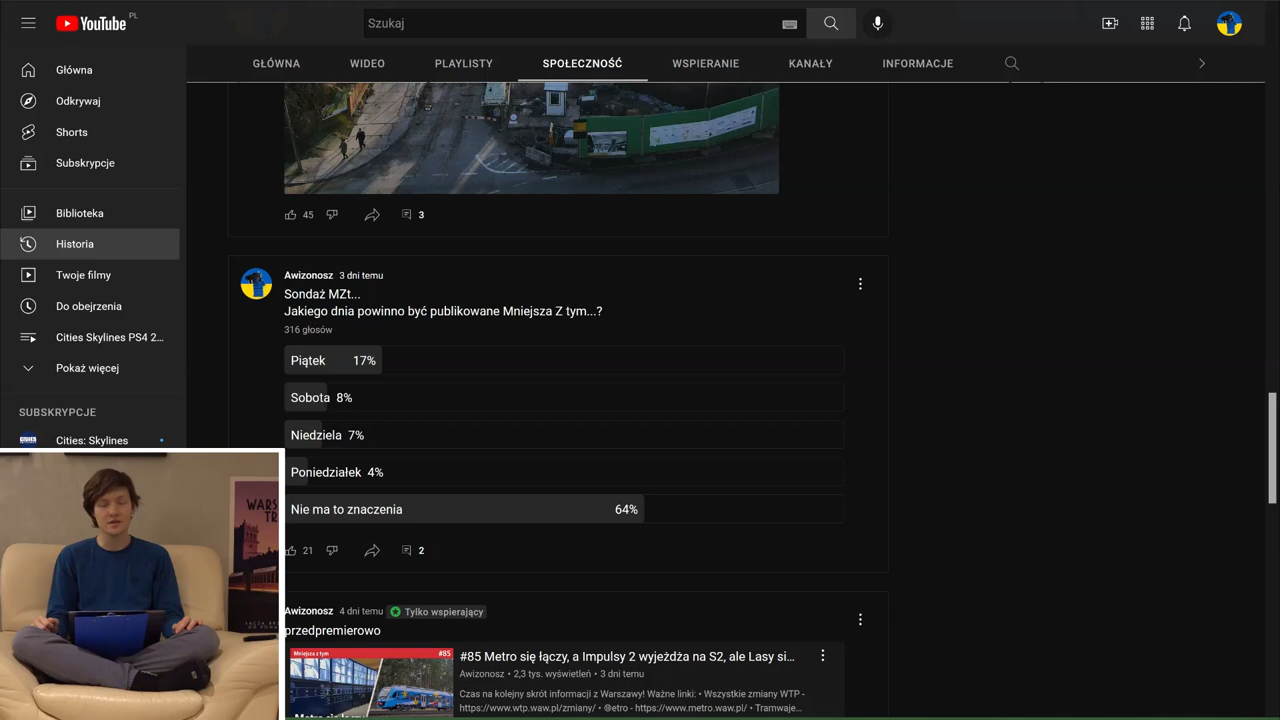 YouTube PL
Szukaj
GŁÓWNA WIDEO PLAYLISTY SPOŁECZNOŚĆ WSPIERANIE KANAŁY INFORMACJE
Główna
Odkrywaj
Shorts
Subskrypcje
Biblioteka
Historia
Twoje filmy
Do obejrzenia
Cities Skylines PS4 2...
Pokaż więcej
SUBSKRYPCJE
Cities: Skylines
45 3
Awizonosz 3 dni temu
Sondaż MZt...
Jakiego dnia powinno być publikowane Mniejsza Z tym...?
316 głosów
Piątek 17%
Sobota 8%
Niedziela 7%
Poniedziałek 4%
Nie ma to znaczenia 64%
21 2
Awizonosz 4 dni temu Tylko wspierający
przedpremierowo
Mniejsza z tym #85
#85 Metro się łączy, a Impulsy 2 wyjeżdża na S2, ale Lasy si...
Awizonosz • 2,3 tys. wyświetleń • 3 dni temu
Czas na kolejny skrót informacji z Warszawy! Ważne linki: • Wszystkie zmiany WTP -
https://www.wtp.waw.pl/zmiany/ • @etro - https://www.metro.waw.pl/ • Tramwaje...